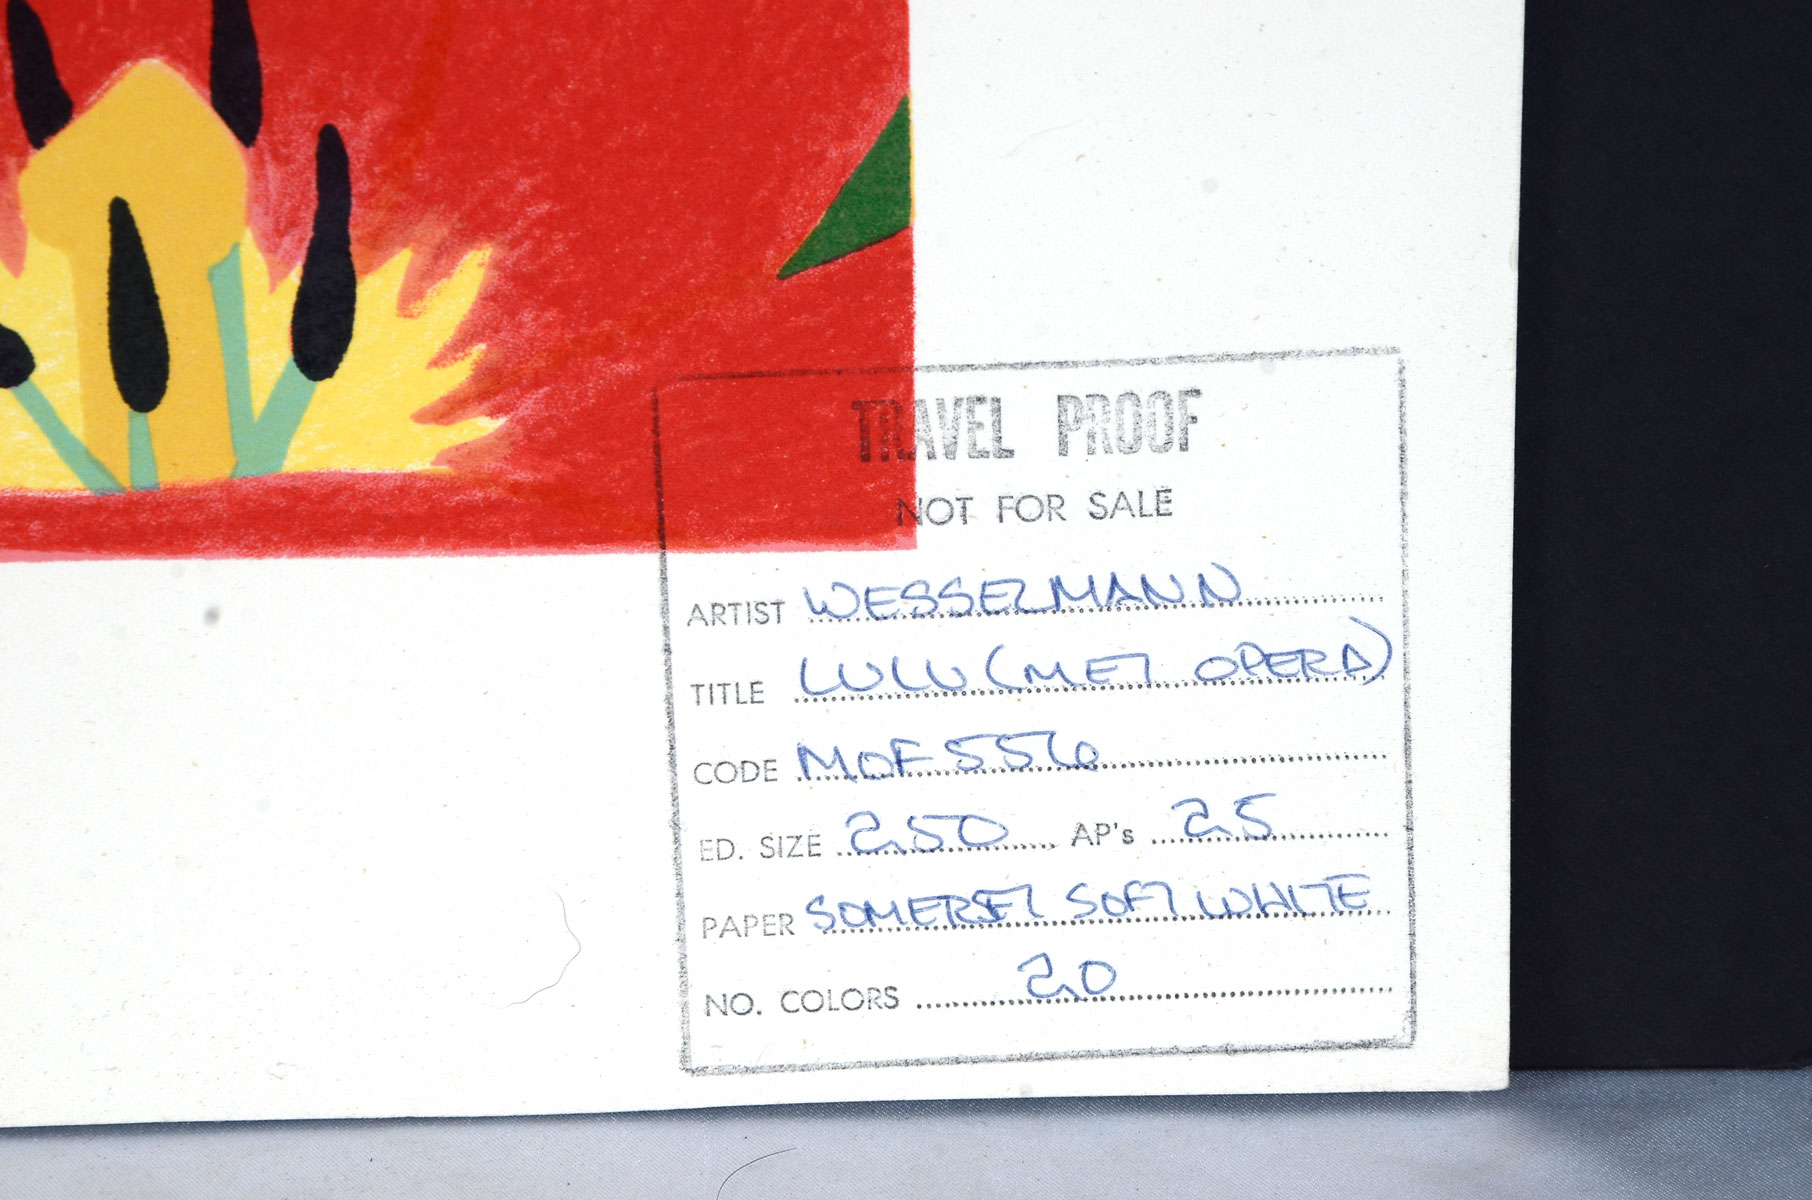 TRAVEL PROOF
NOT FOR SALE
ARTIST WESSELMANN
TITLE LULU (MET OPERA)
CODE MOF556
ED. SIZE 250 AP's 25
PAPER SOMERSET SOFT WHITE
NO. COLORS 20